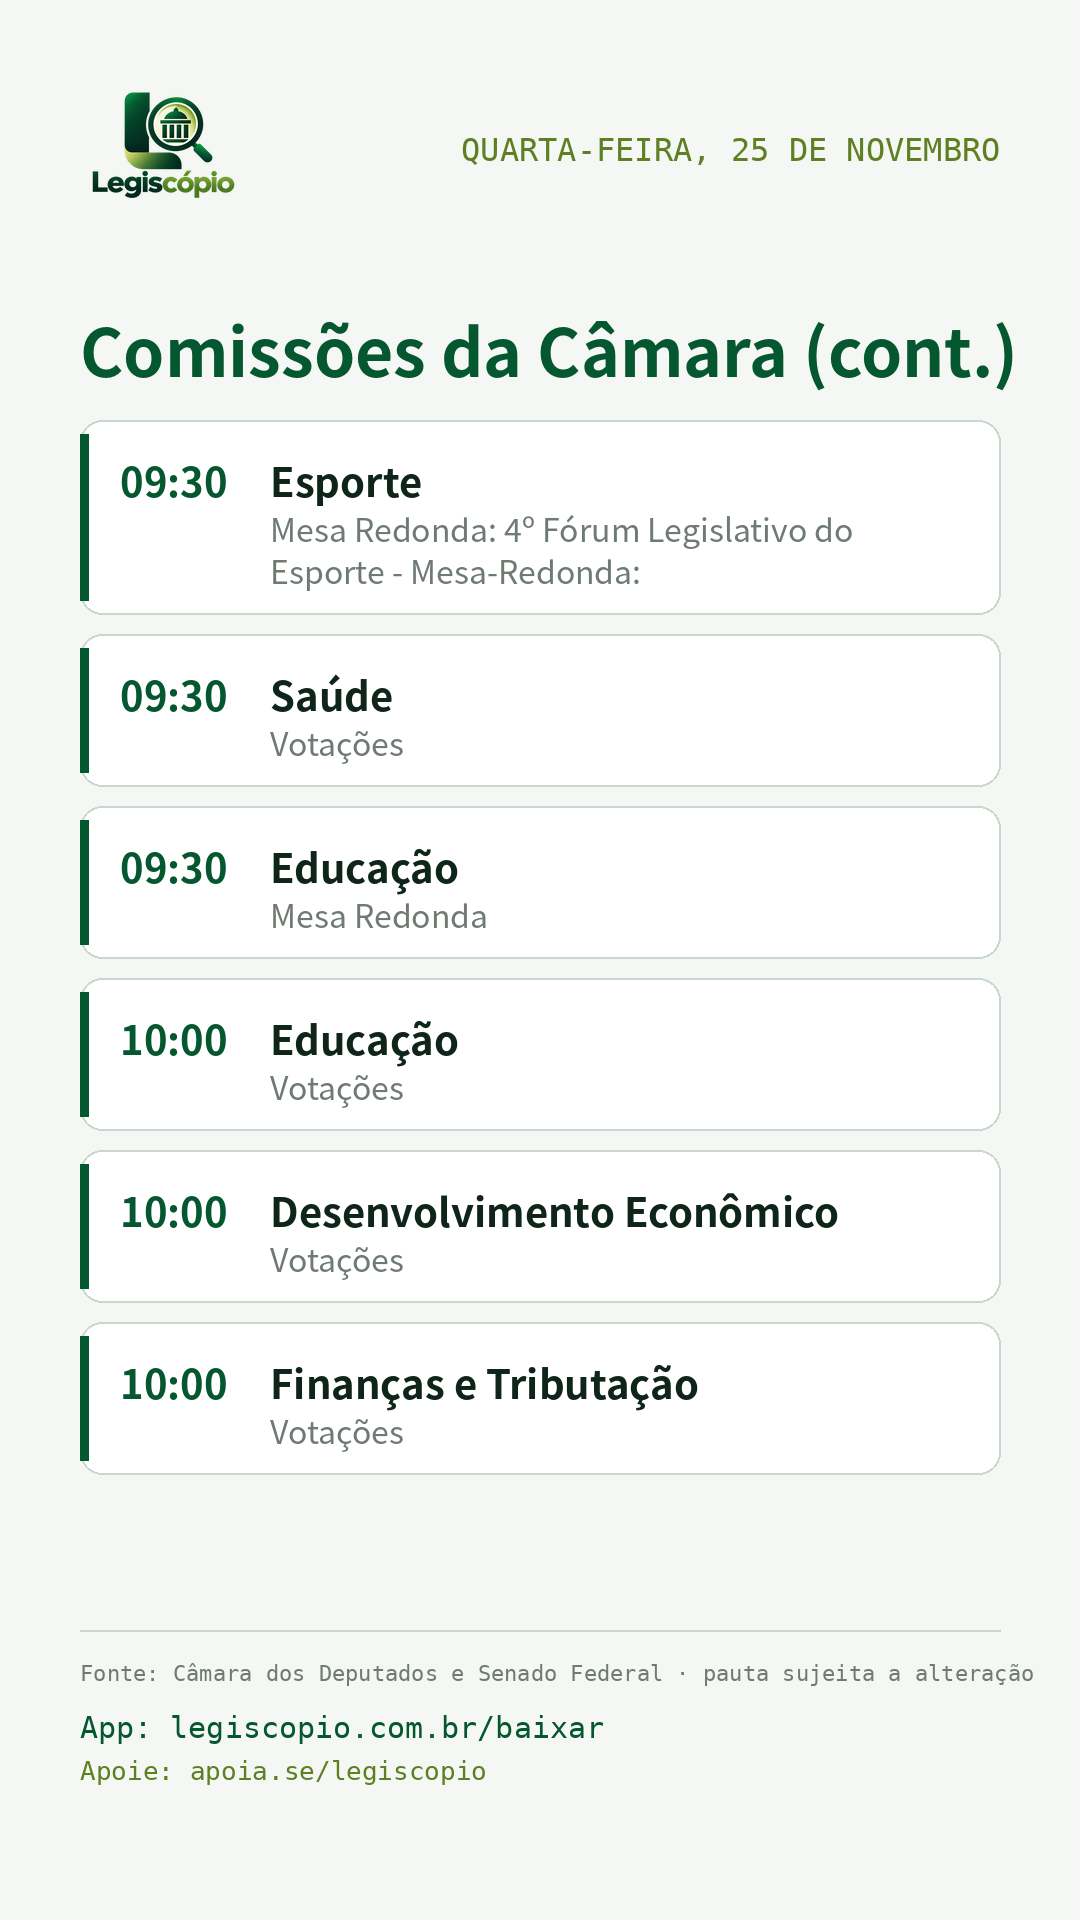 Legiscópio
QUARTA-FEIRA, 25 DE NOVEMBRO
Comissões da Câmara (cont.)
09:30 Esporte
Mesa Redonda: 4º Fórum Legislativo do
Esporte - Mesa-Redonda:
09:30 Saúde
Votações
09:30 Educação
Mesa Redonda
10:00 Educação
Votações
10:00 Desenvolvimento Econômico
Votações
10:00 Finanças e Tributação
Votações
Fonte: Câmara dos Deputados e Senado Federal · pauta sujeita a alteração
App: legiscopio.com.br/baixar
Apoie: apoia.se/legiscopio